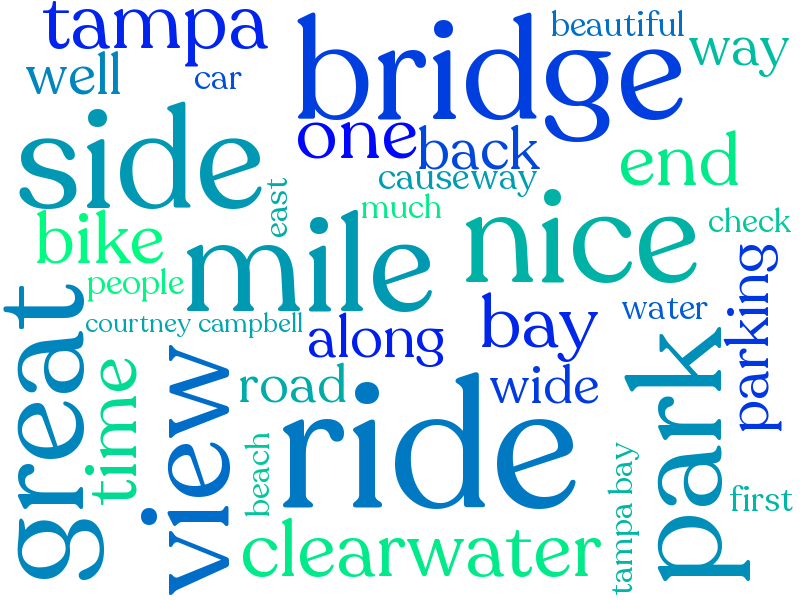 tampa
bridge
beautiful
way
well
car
side
one
back
causeway
end
east
much
nice
check
bike
mile
people
courtney campbell
along
bay
water
parking
great
time
view
road
ride
wide
park
beach
tampa bay
first
clearwater